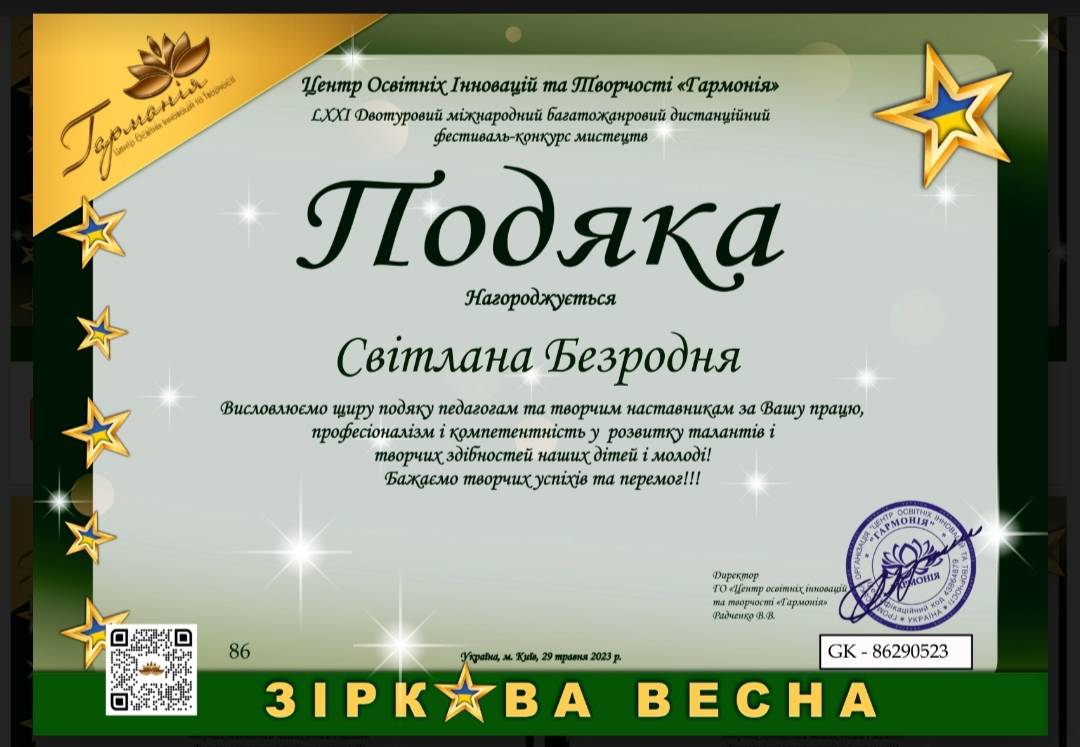 Гармонія
Центр Освітніх Інновацій та Творчості
Центр Освітніх Інновацій та Творчості «Гармонія»
LXXI Двотуровий міжнародний багатожанровий дистанційний
фестиваль-конкурс мистецтв
Подяка
Нагороджується
Світлана Безродня
Висловлюємо щиру подяку педагогам та творчим наставникам за Вашу працю,
професіоналізм і компетентність у розвитку талантів і
творчих здібностей наших дітей і молоді!
Бажаємо творчих успіхів та перемог!!!
Директор
ГО «Центр освітніх інновацій
та творчості «Гармонія»
Радченко В.В.
ОРГАНІЗАЦІЯ "ЦЕНТР ОСВІТНІХ ІННОВАЦІЙ ТА ТВОРЧОСТІ
"ГАРМОНІЯ"
ГАРМОНІЯ
код 43964879
УКРАЇНА
GK - 86290523
86
Україна, м. Київ, 29 травня 2023 р.
ЗІРКОВА ВЕСНА